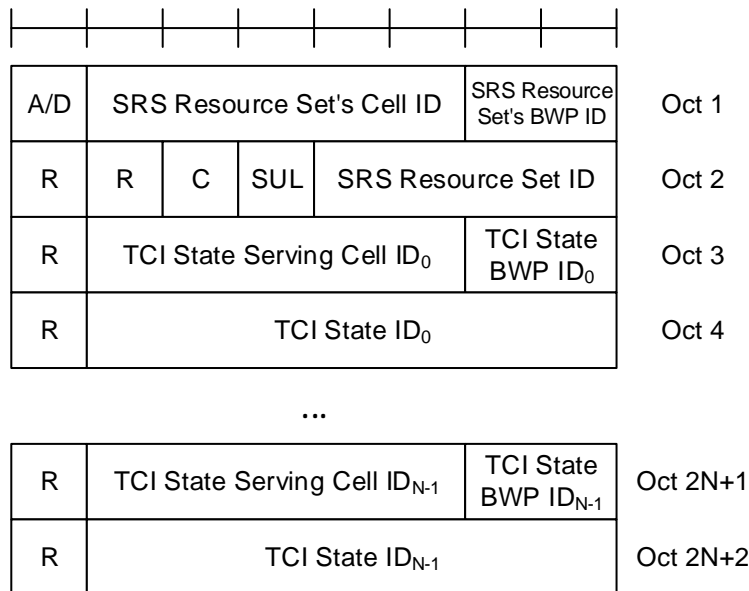 A/D SRS Resource Set's Cell ID SRS Resource
Set's BWP ID Oct 1
R R C SUL SRS Resource Set ID Oct 2
R TCI State Serving Cell ID₀ TCI State
BWP ID₀ Oct 3
R TCI State ID₀ Oct 4
...
R TCI State Serving Cell IDN-1 TCI State
BWP IDN-1 Oct 2N+1
R TCI State IDN-1 Oct 2N+2